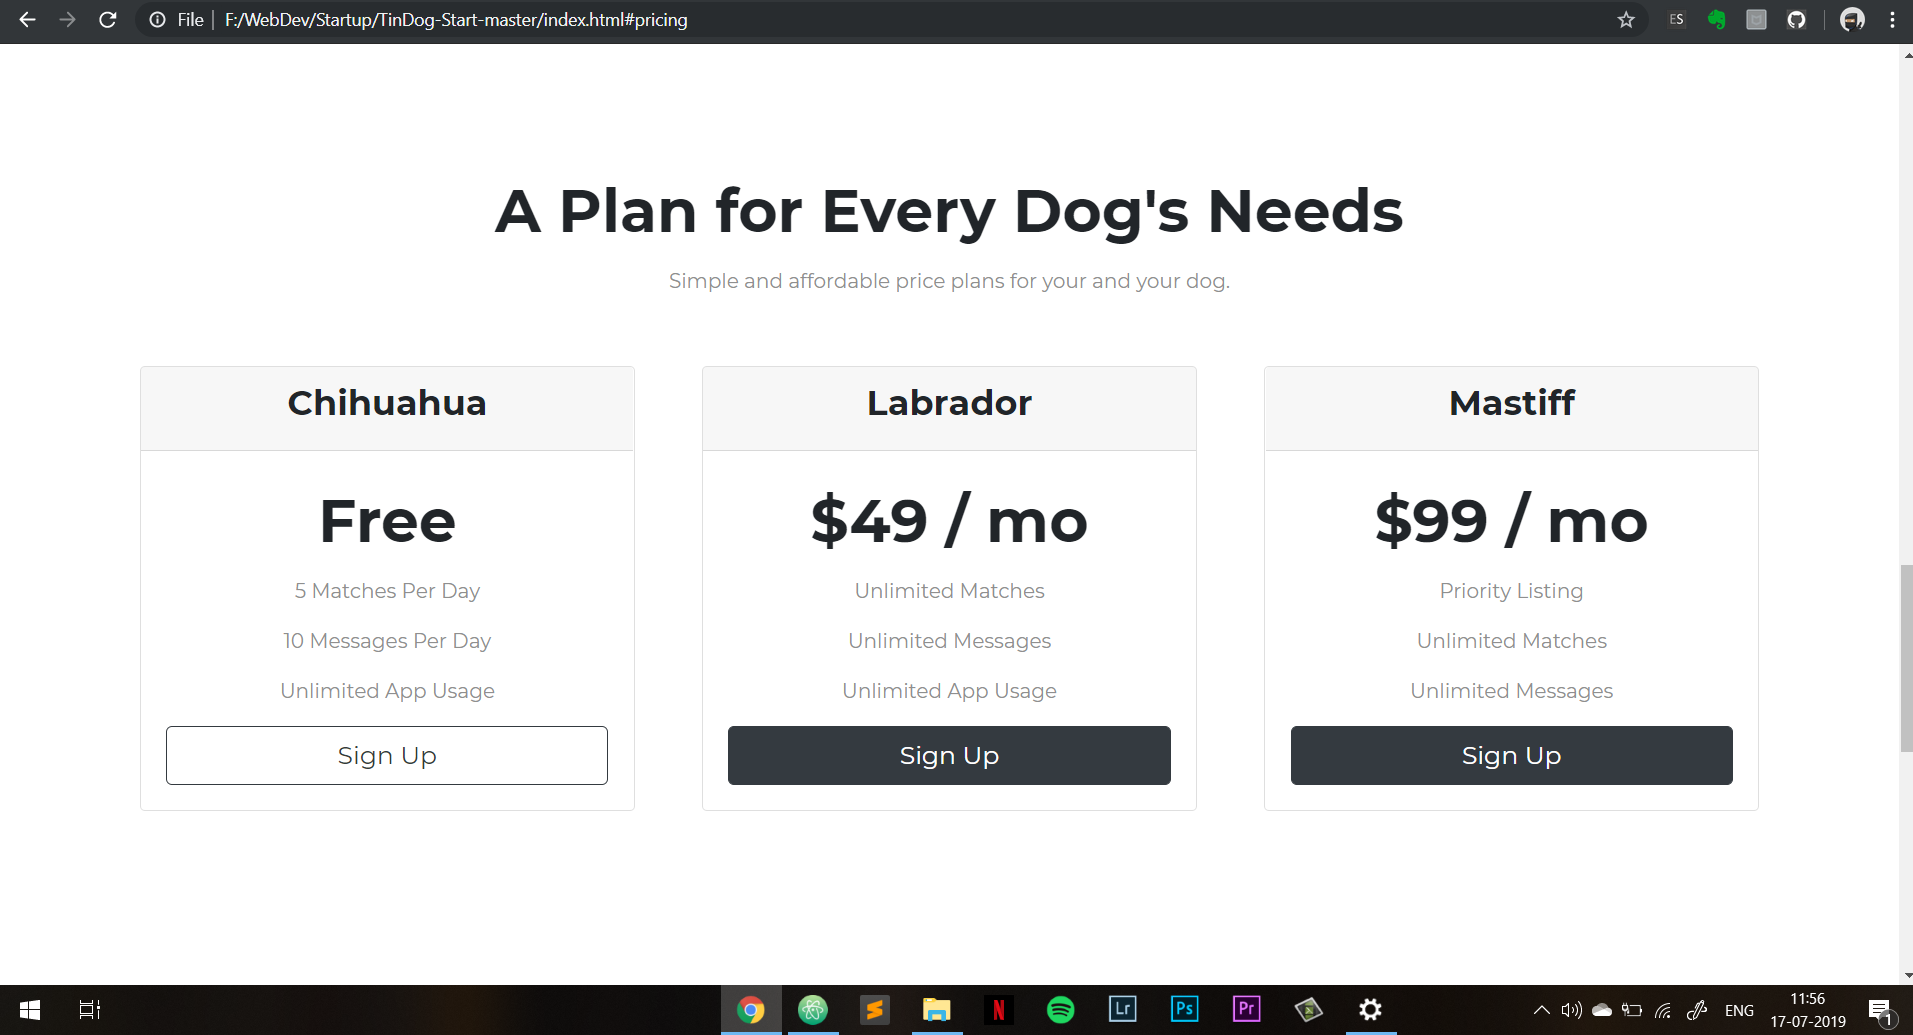 File | F:/WebDev/Startup/TinDog-Start-master/index.html#pricing ES
A Plan for Every Dog's Needs
Simple and affordable price plans for your and your dog.
Chihuahua
Free
5 Matches Per Day
10 Messages Per Day
Unlimited App Usage
Sign Up
Labrador
$49 / mo
Unlimited Matches
Unlimited Messages
Unlimited App Usage
Sign Up
Mastiff
$99 / mo
Priority Listing
Unlimited Matches
Unlimited Messages
Sign Up
N Lr Ps Pr ENG
11:56
17-07-2019
1